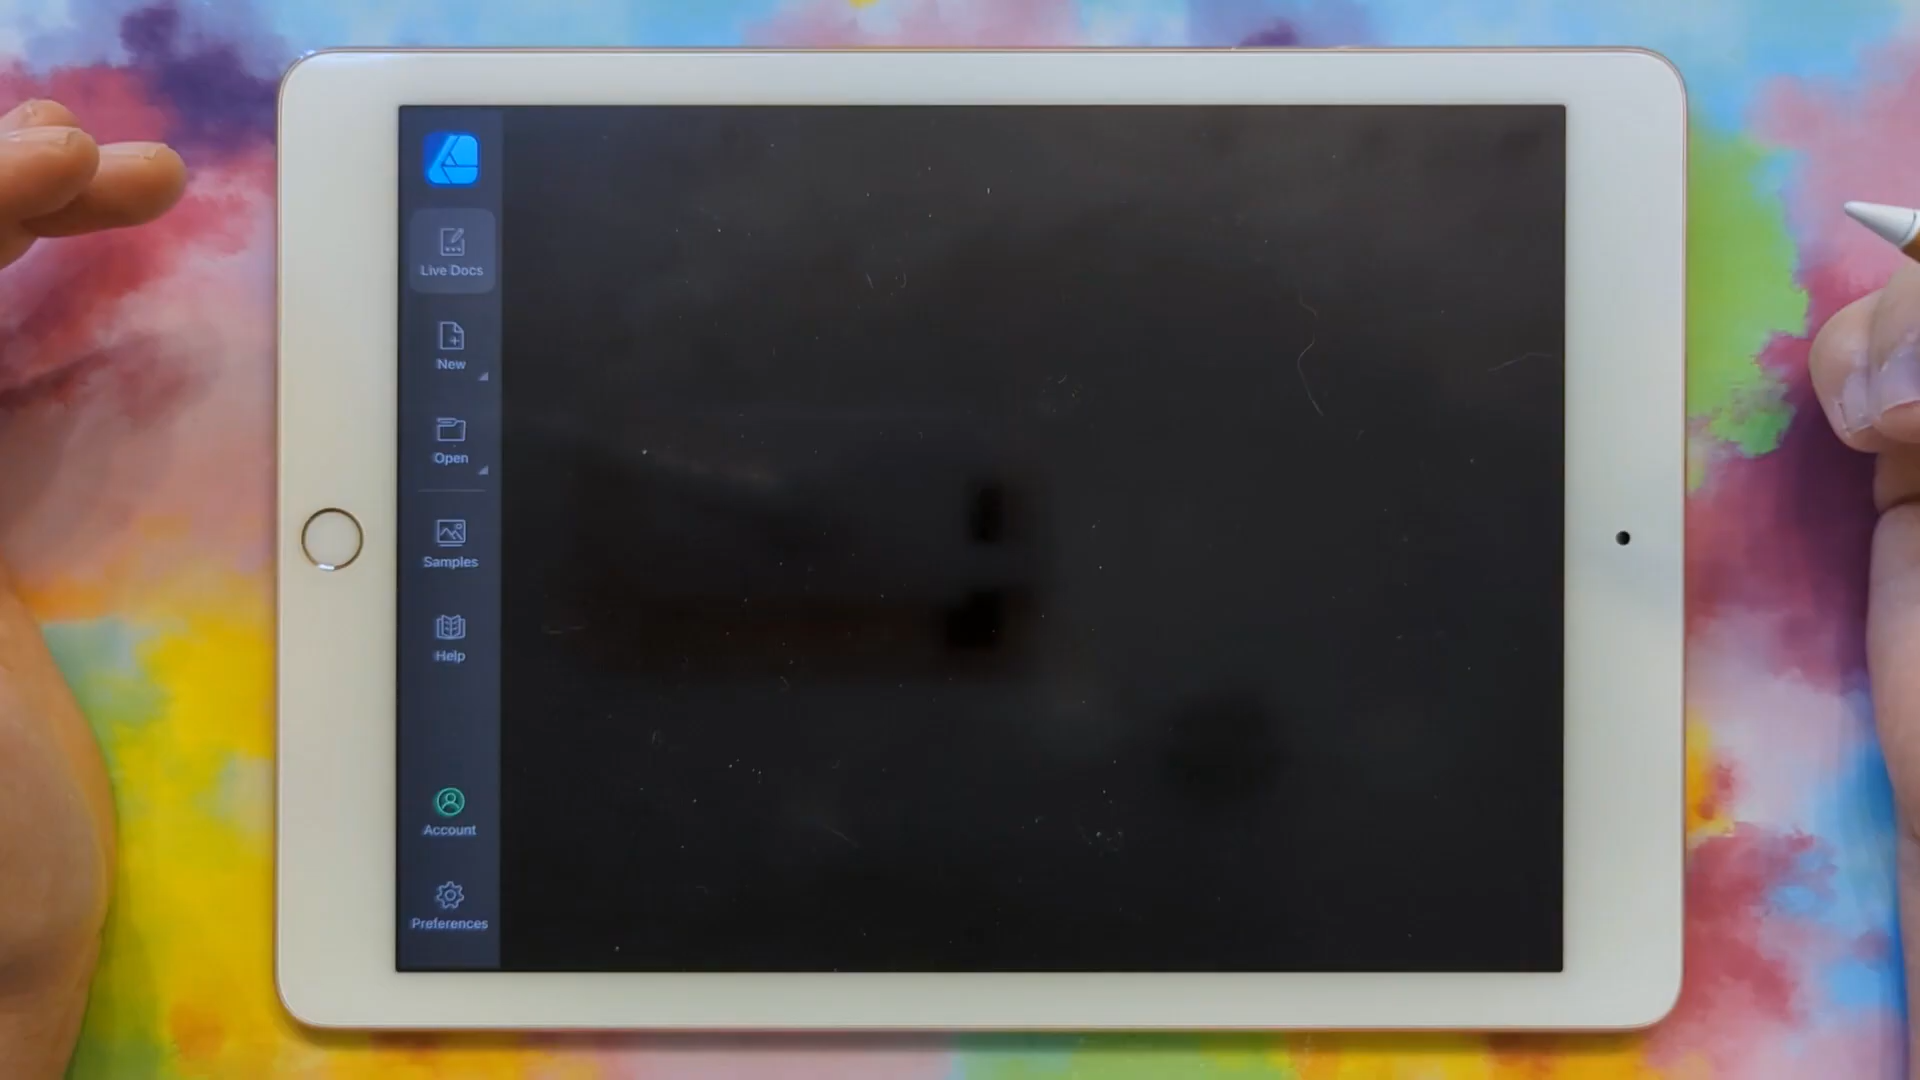 Live Docs
New
Open
Samples
Help
Account
Preferences